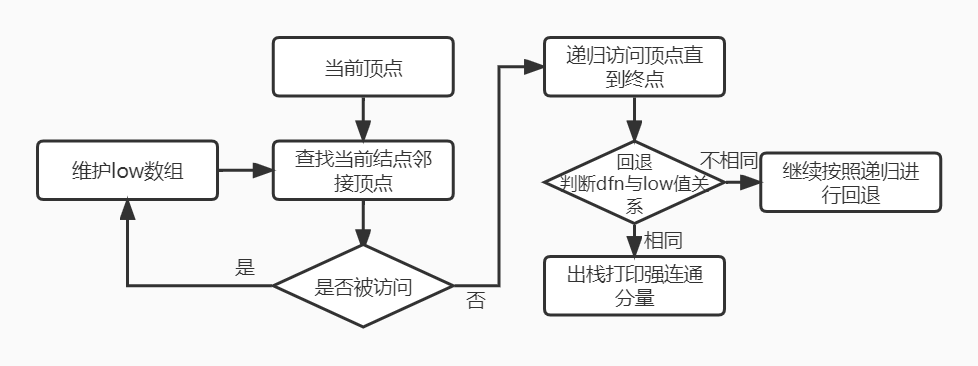 当前顶点
递归访问顶点直
到终点
维护low数组
查找当前结点邻
接顶点
回退
判断dfn与low值关
系
不相同
继续按照递归进
行回退
相同
是
是否被访问
否
出栈打印强连通
分量